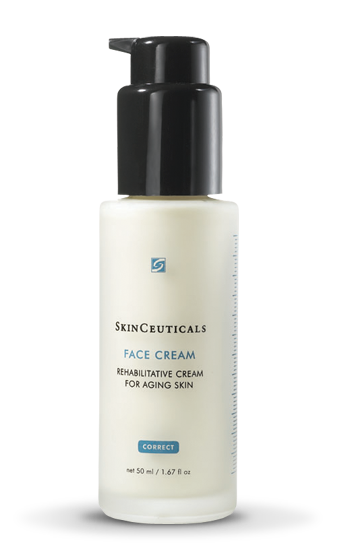 SKINCEUTICALS
FACE CREAM
REHABILITATIVE CREAM
FOR AGING SKIN
CORRECT
net 50 ml / 1.67 fl oz